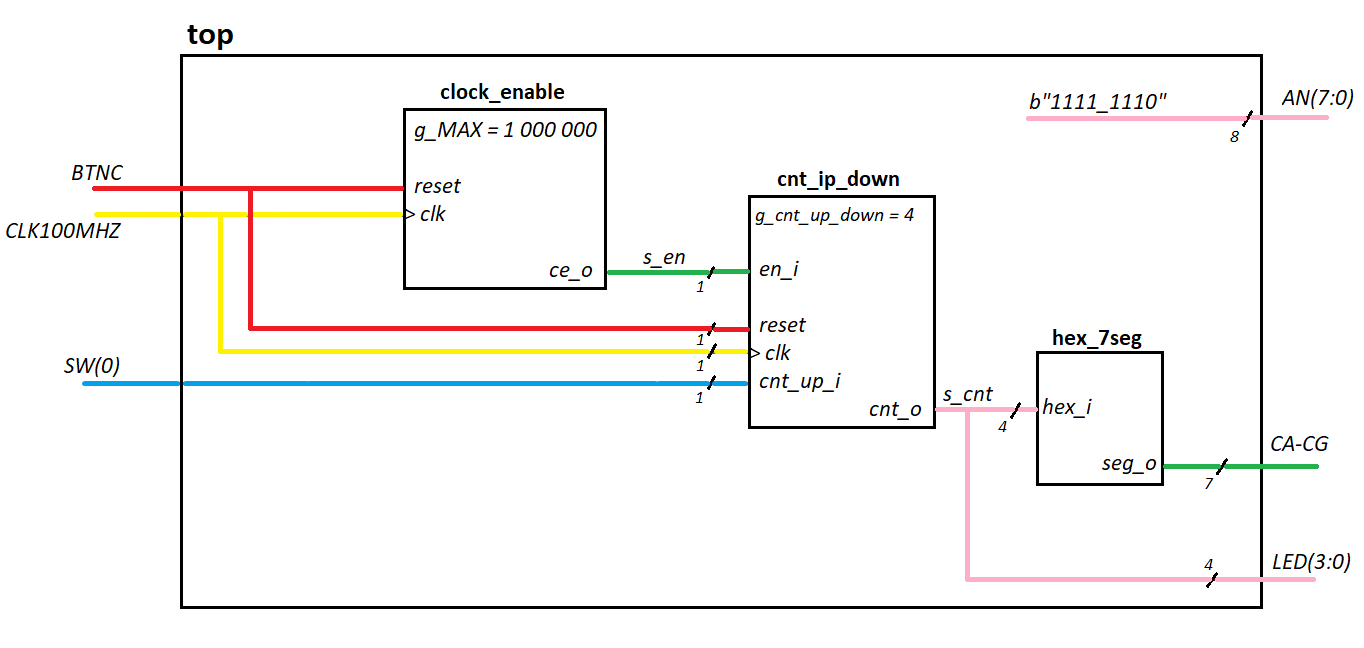 top
clock_enable
g_MAX = 1 000 000
b"1111_1110"
AN(7:0)
8
BTNC
reset
CLK100MHZ
clk
ce_o
s_en
1
cnt_ip_down
g_cnt_up_down = 4
en_i
reset
1
clk
1
SW(0)
cnt_up_i
1
cnt_o
s_cnt
4
hex_7seg
hex_i
seg_o
CA-CG
7
4
LED(3:0)